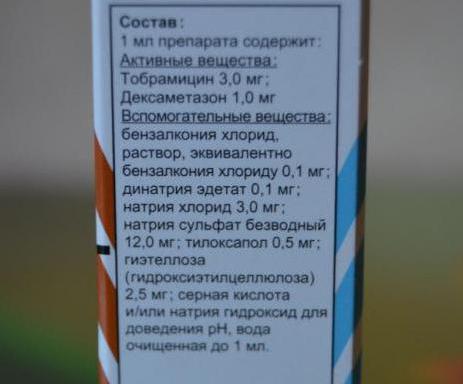 Состав:
1 мл препарата содержит:
Активные вещества:
Тобрамицин 3,0 мг;
Дексаметазон 1,0 мг
Вспомогательные вещества:
бензалкония хлорид,
раствор, эквивалентно
бензалкония хлориду 0,1 мг;
динатрия эдетат 0,1 мг;
натрия хлорид 3,0 мг;
натрия сульфат безводный
12,0 мг; тилоксапол 0,5 мг;
гиэтеллоза
(гидроксиэтилцеллюлоза)
2,5 мг; серная кислота
и/или натрия гидроксид для
доведения pH, вода
очищенная до 1 мл.